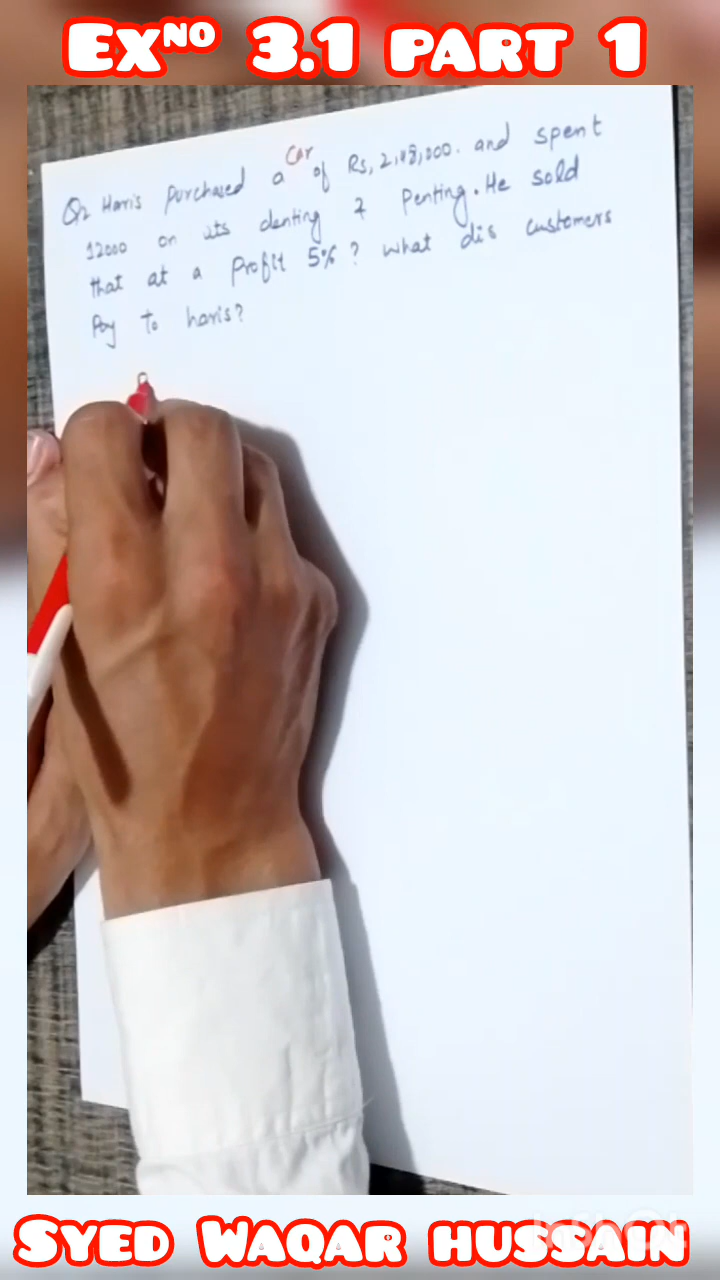 Exᴺᴼ 3.1 PART 1
Q2 Haris purchased a Car of Rs, 2,48,000. and spent
12000 on its denting & Penting. He sold
that at a Profit 5%? what dis customers
Pay To haris?
SYED WAQAR HUSSAIN